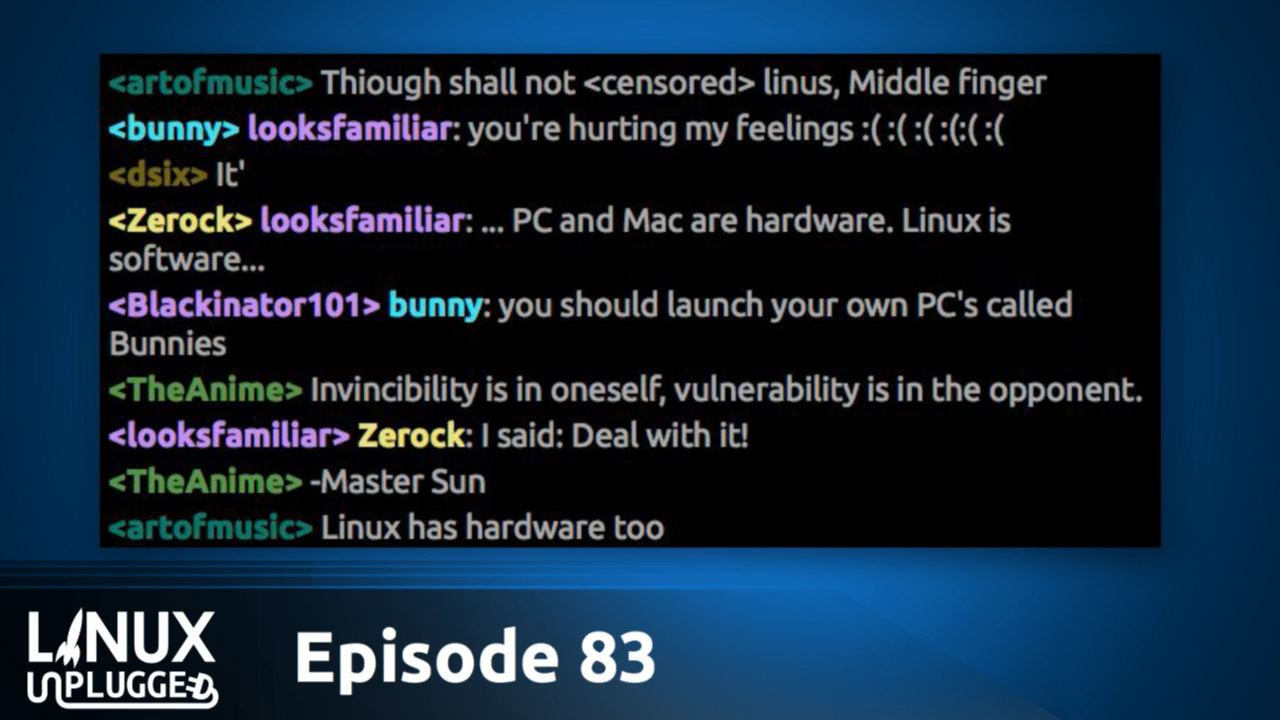 <artofmusic> Thiough shall not <censored> linus, Middle finger
<bunny> looksfamiliar: you're hurting my feelings :( :( :( :(:( :(
<dsix> It'
<Zerock> looksfamiliar: ... PC and Mac are hardware. Linux is
software...
<Blackinator101> bunny: you should launch your own PC's called
Bunnies
<TheAnime> Invincibility is in oneself, vulnerability is in the opponent.
<looksfamiliar> Zerock: I said: Deal with it!
<TheAnime> -Master Sun
<artofmusic> Linux has hardware too
LINUX
UNPLUGGED
Episode 83